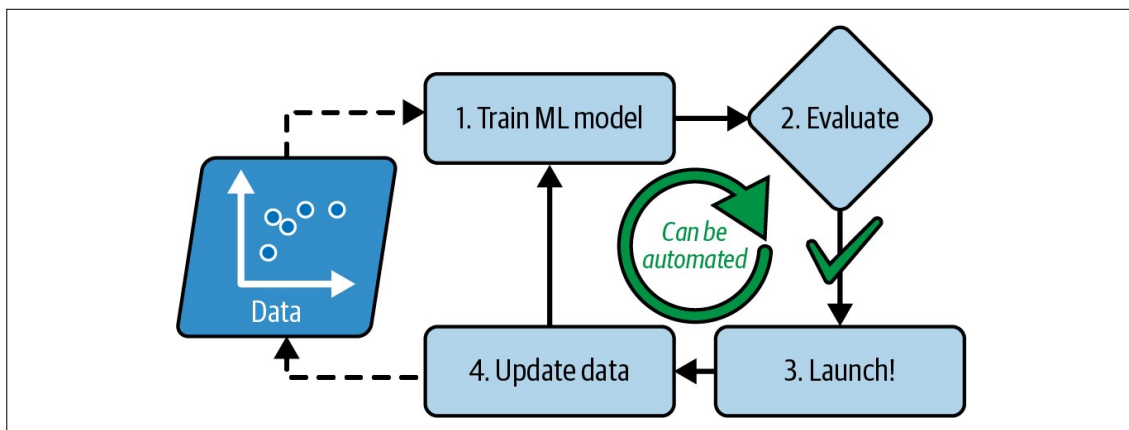 1. Train ML model
2. Evaluate
Can be
automated
Data
4. Update data
3. Launch!